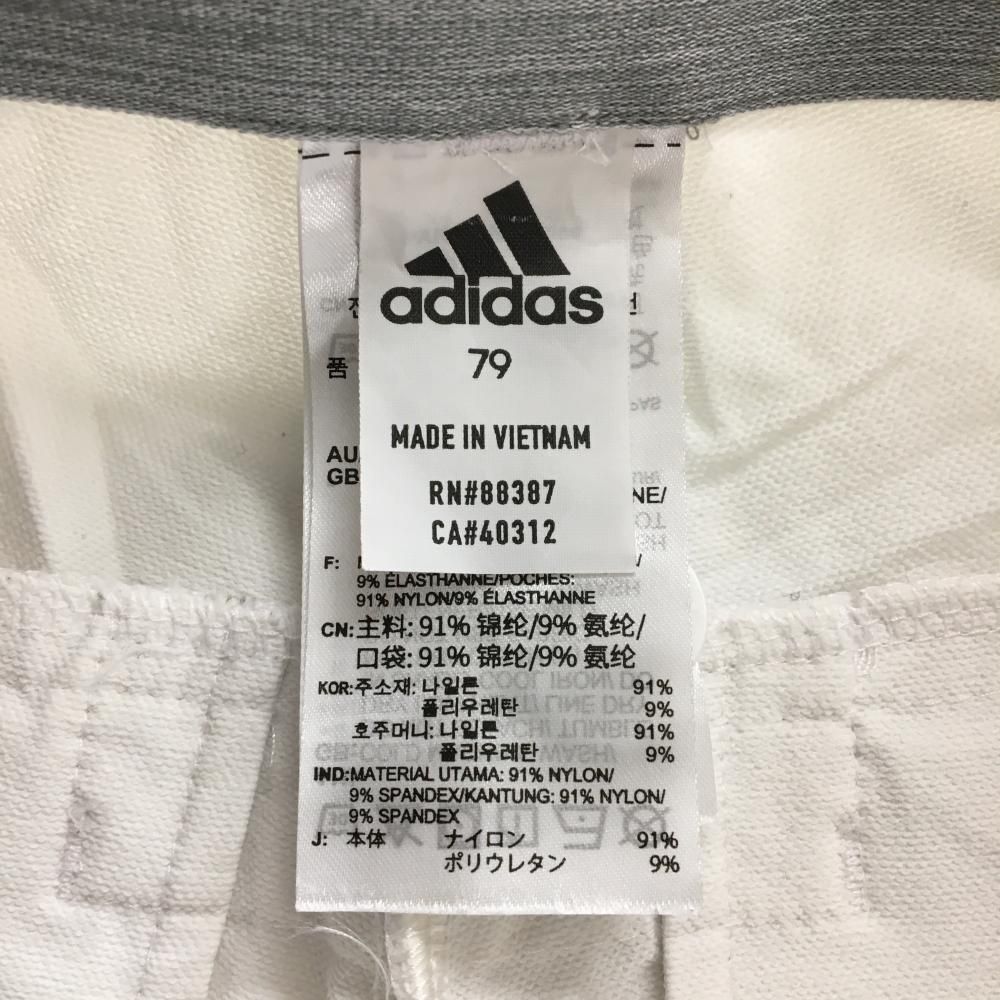 adidas
79
MADE IN VIETNAM
RN#88387
CA#40312
품
AU
GB
NE/
F:
9% ÉLASTHANNE/POCHES:
91% NYLON/9% ÉLASTHANNE
CN:主料: 91% 锦纶/9% 氨纶/
口袋: 91% 锦纶/9% 氨纶
KOR:주소재: 나일론 91%
폴리우레탄 9%
호주머니: 나일론 91%
폴리우레탄 9%
IND:MATERIAL UTAMA: 91% NYLON/
9% SPANDEX/KANTUNG: 91% NYLON/
9% SPANDEX
J: 本体 ナイロン 91%
ポリウレタン 9%